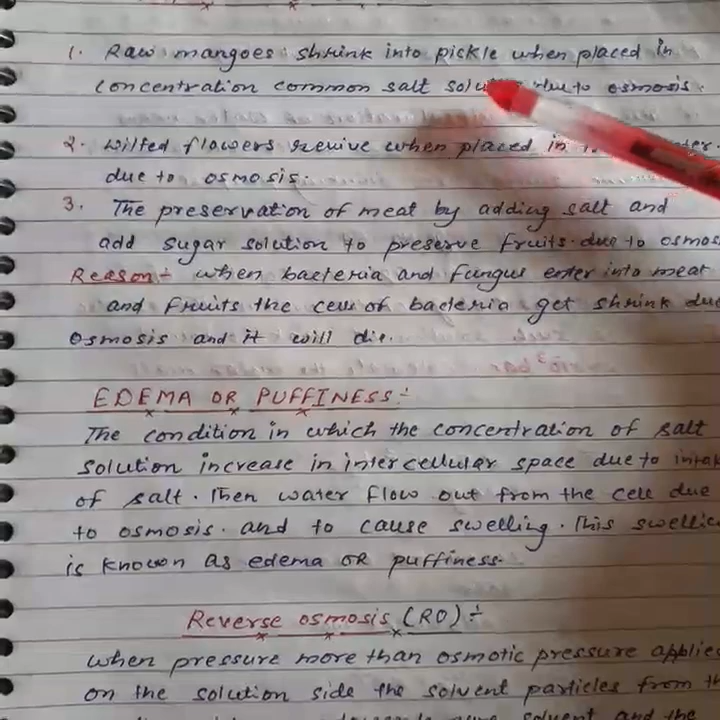 1. Raw mangoes shrink into pickle when placed in
concentration common salt due to osmosis.
2. Wilted flowers revive when placed in
due to osmosis.
3. The preservation of meat by adding salt and
add sugar solution to preserve fruits due to osmos
Reason:- when bacteria and fungus enter into meat
and fruits the cell of bacteria get shrink due
osmosis and it will die.
EDEMA OR PUFFINESS:-
The condition in which the concentration of salt
solution increase in intercellular space due to intak
of salt. Then water flow out from the cell due
to osmosis. and to cause swelling. This
is known as edema OR puffiness.
Reverse osmosis (RO):-
when pressure more than osmotic pressure applie
on the solution side the solvent particles from th
solvent and the